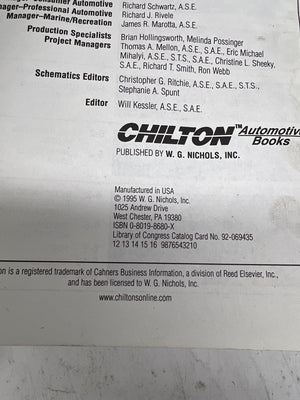 Automotive Richard Schwartz, A.S.E.
Manager–Professional Automotive Richard J. Rivele
Manager–Marine/Recreation James R. Marotta, A.S.E.
Production Specialists Brian Hollingsworth, Melinda Possinger
Project Managers Thomas A. Mellon, A.S.E., S.A.E., Eric Michael
Mihalyi, A.S.E., S.T.S., S.A.E., Christine L. Sheeky,
S.A.E., Richard T. Smith, Ron Webb
Schematics Editors Christopher G. Ritchie, A.S.E., S.A.E., S.T.S.,
Stephanie A. Spunt
Editor Will Kessler, A.S.E., S.A.E.
CHILTON™ Automotive
Books
PUBLISHED BY W. G. NICHOLS, INC.
Manufactured in USA
© 1995 W. G. Nichols
1025 Andrew Drive
West Chester, PA 19380
ISBN 0-8019-8680-X
Library of Congress Catalog Card No. 92-069435
12 13 14 15 16 9876543210
is a registered trademark of Cahners Business Information, a division of Reed Elsevier, Inc.,
and has been licensed to W. G. Nichols, Inc.
www.chiltonsonline.com